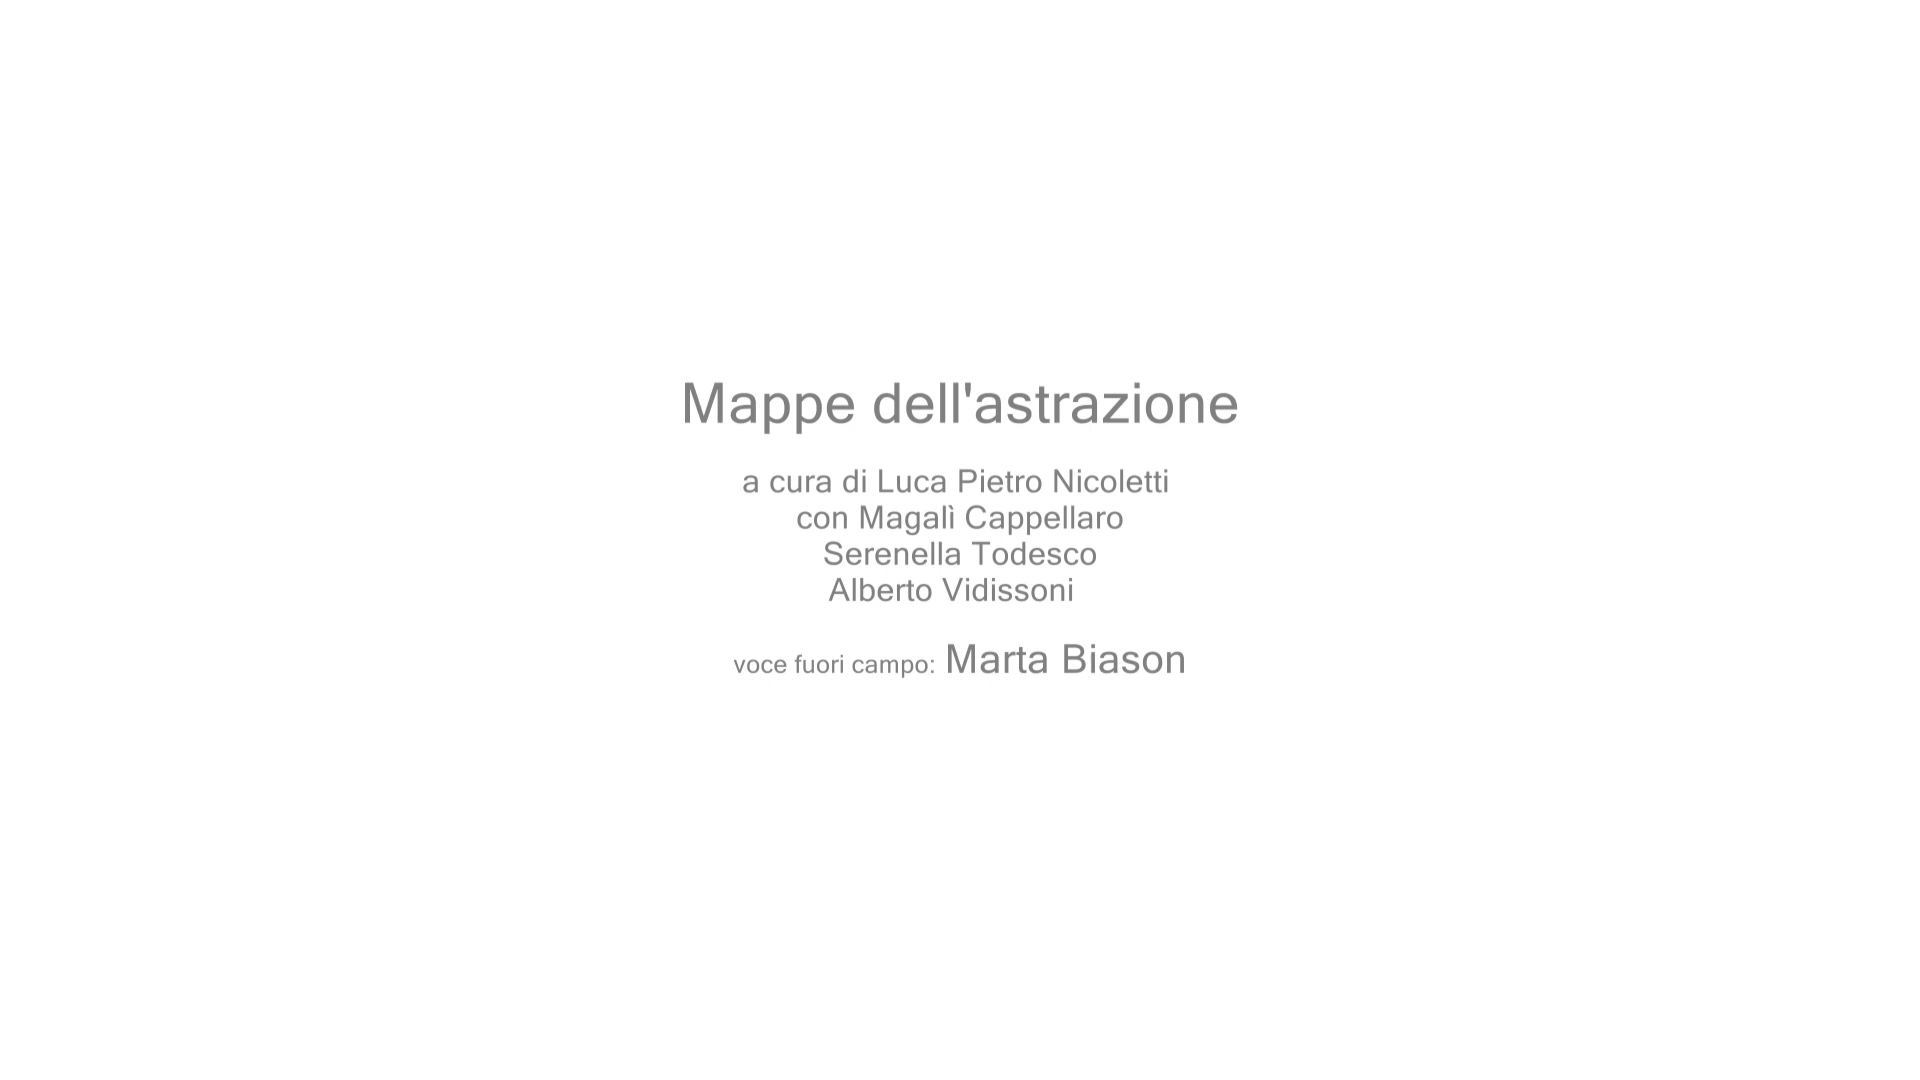 Mappe dell'astrazione
a cura di Luca Pietro Nicoletti
con Magalì Cappellaro
Serenella Todesco
Alberto Vidissoni
voce fuori campo: Marta Biason